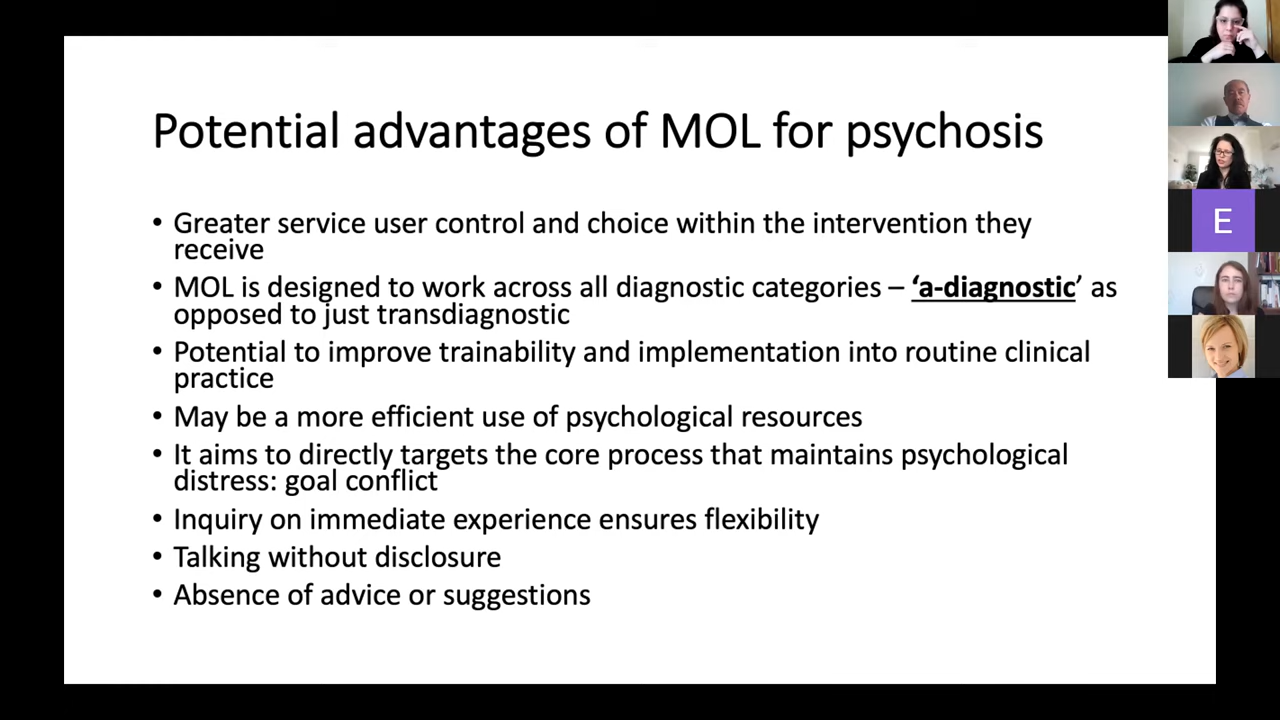 Potential advantages of MOL for psychosis
• Greater service user control and choice within the intervention they
receive
• MOL is designed to work across all diagnostic categories – ‘a-diagnostic’ as
opposed to just transdiagnostic
• Potential to improve trainability and implementation into routine clinical
practice
• May be a more efficient use of psychological resources
• It aims to directly targets the core process that maintains psychological
distress: goal conflict
• Inquiry on immediate experience ensures flexibility
• Talking without disclosure
• Absence of advice or suggestions
E